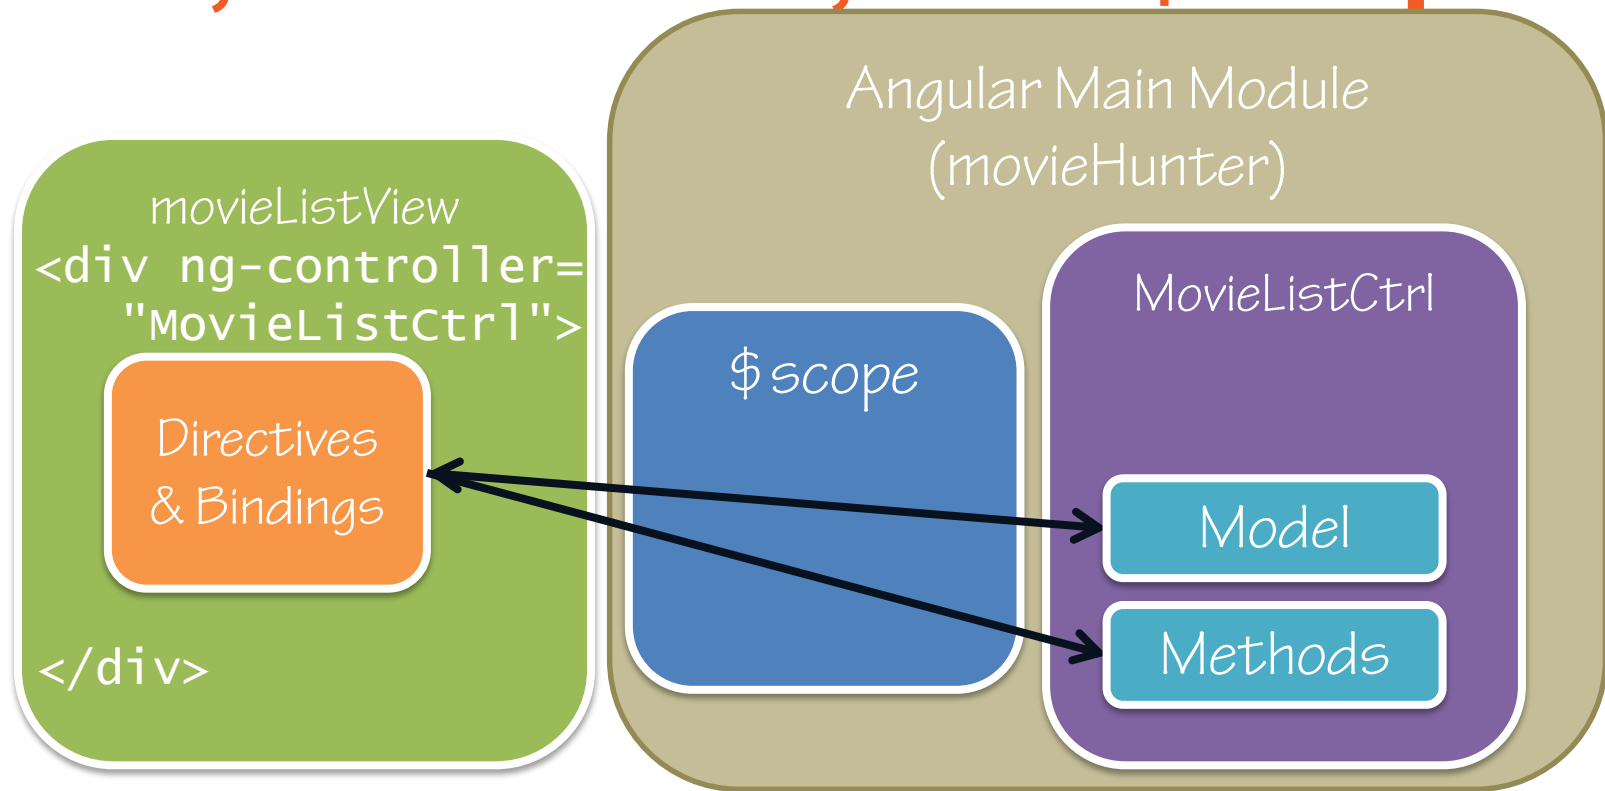 Angular Main Module
(movieHunter)
movieListView
<div ng-controller=
"MovieListCtrl">
Directives
& Bindings
</div>
$scope
MovieListCtrl
Model
Methods